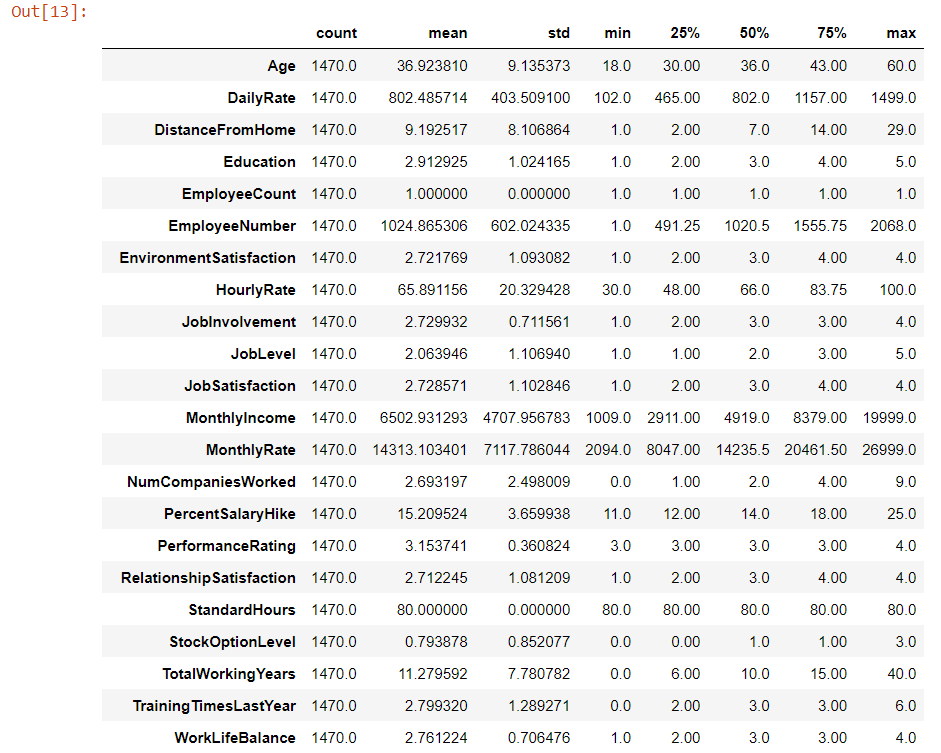 Out[13]:
count mean std min 25% 50% 75% max
Age 1470.0 36.923810 9.135373 18.0 30.00 36.0 43.00 60.0
DailyRate 1470.0 802.485714 403.509100 102.0 465.00 802.0 1157.00 1499.0
DistanceFromHome 1470.0 9.192517 8.106864 1.0 2.00 7.0 14.00 29.0
Education 1470.0 2.912925 1.024165 1.0 2.00 3.0 4.00 5.0
EmployeeCount 1470.0 1.000000 0.000000 1.0 1.00 1.0 1.00 1.0
EmployeeNumber 1470.0 1024.865306 602.024335 1.0 491.25 1020.5 1555.75 2068.0
EnvironmentSatisfaction 1470.0 2.721769 1.093082 1.0 2.00 3.0 4.00 4.0
HourlyRate 1470.0 65.891156 20.329428 30.0 48.00 66.0 83.75 100.0
JobInvolvement 1470.0 2.729932 0.711561 1.0 2.00 3.0 3.00 4.0
JobLevel 1470.0 2.063946 1.106940 1.0 1.00 2.0 3.00 5.0
JobSatisfaction 1470.0 2.728571 1.102846 1.0 2.00 3.0 4.00 4.0
MonthlyIncome 1470.0 6502.931293 4707.956783 1009.0 2911.00 4919.0 8379.00 19999.0
MonthlyRate 1470.0 14313.103401 7117.786044 2094.0 8047.00 14235.5 20461.50 26999.0
NumCompaniesWorked 1470.0 2.693197 2.498009 0.0 1.00 2.0 4.00 9.0
PercentSalaryHike 1470.0 15.209524 3.659938 11.0 12.00 14.0 18.00 25.0
PerformanceRating 1470.0 3.153741 0.360824 3.0 3.00 3.0 3.00 4.0
RelationshipSatisfaction 1470.0 2.712245 1.081209 1.0 2.00 3.0 4.00 4.0
StandardHours 1470.0 80.000000 0.000000 80.0 80.00 80.0 80.00 80.0
StockOptionLevel 1470.0 0.793878 0.852077 0.0 0.00 1.0 1.00 3.0
TotalWorkingYears 1470.0 11.279592 7.780782 0.0 6.00 10.0 15.00 40.0
TrainingTimesLastYear 1470.0 2.799320 1.289271 0.0 2.00 3.0 3.00 6.0
WorkLifeBalance 1470.0 2.761224 0.706476 1.0 2.00 3.0 3.00 4.0